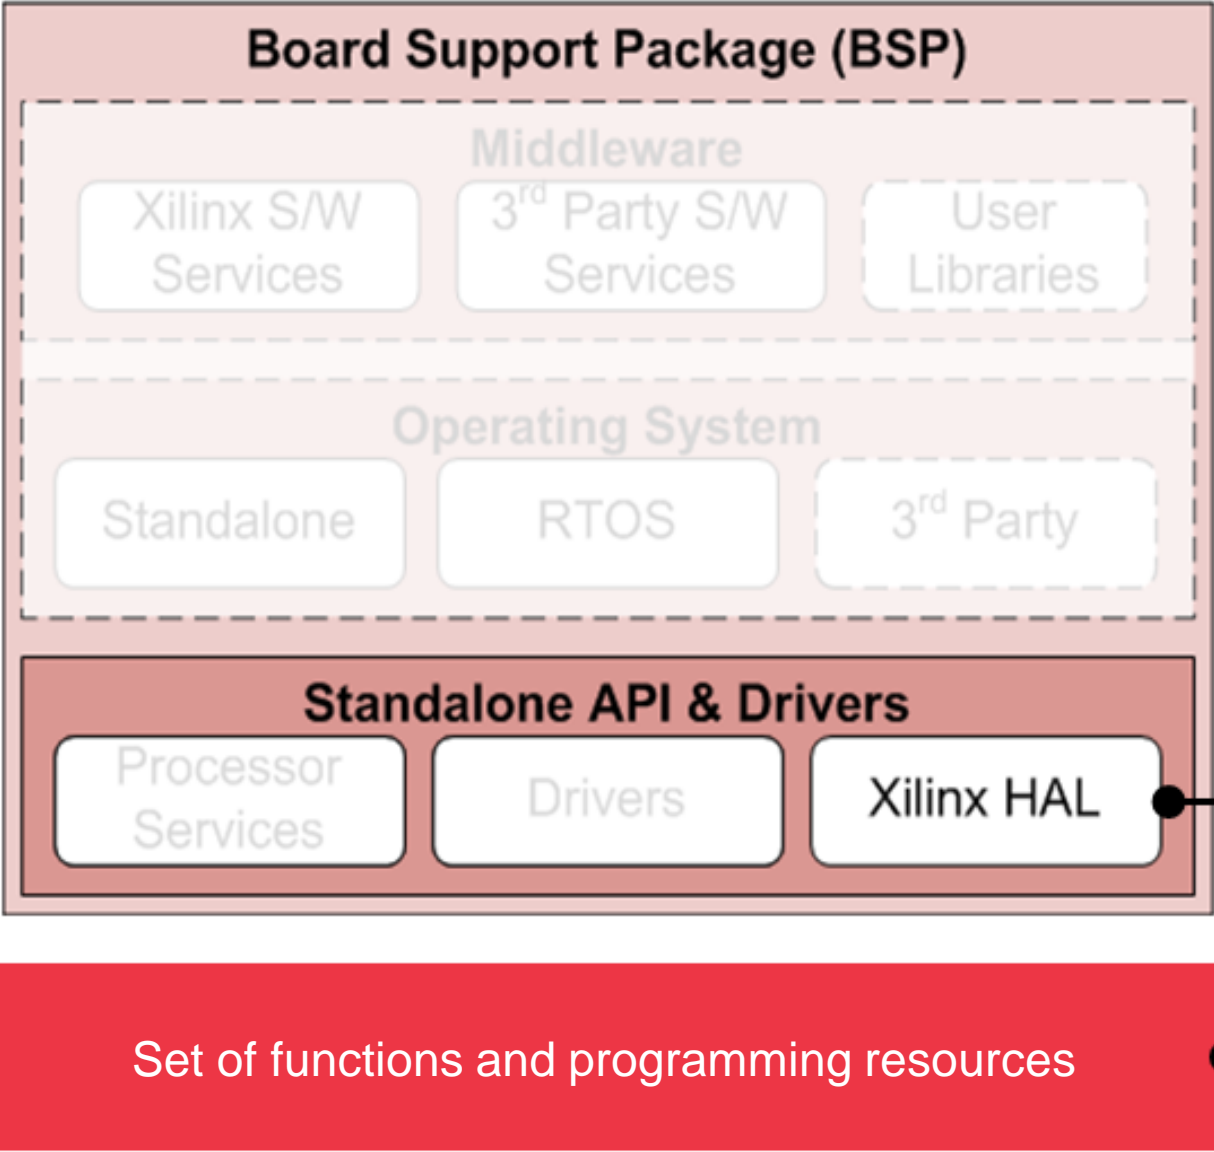 Board Support Package (BSP)
Middleware
Xilinx S/W
Services
3rd Party S/W
Services
User
Libraries
Operating System
Standalone
RTOS
3rd Party
Standalone API & Drivers
Processor
Services
Drivers
Xilinx HAL
Set of functions and programming resources